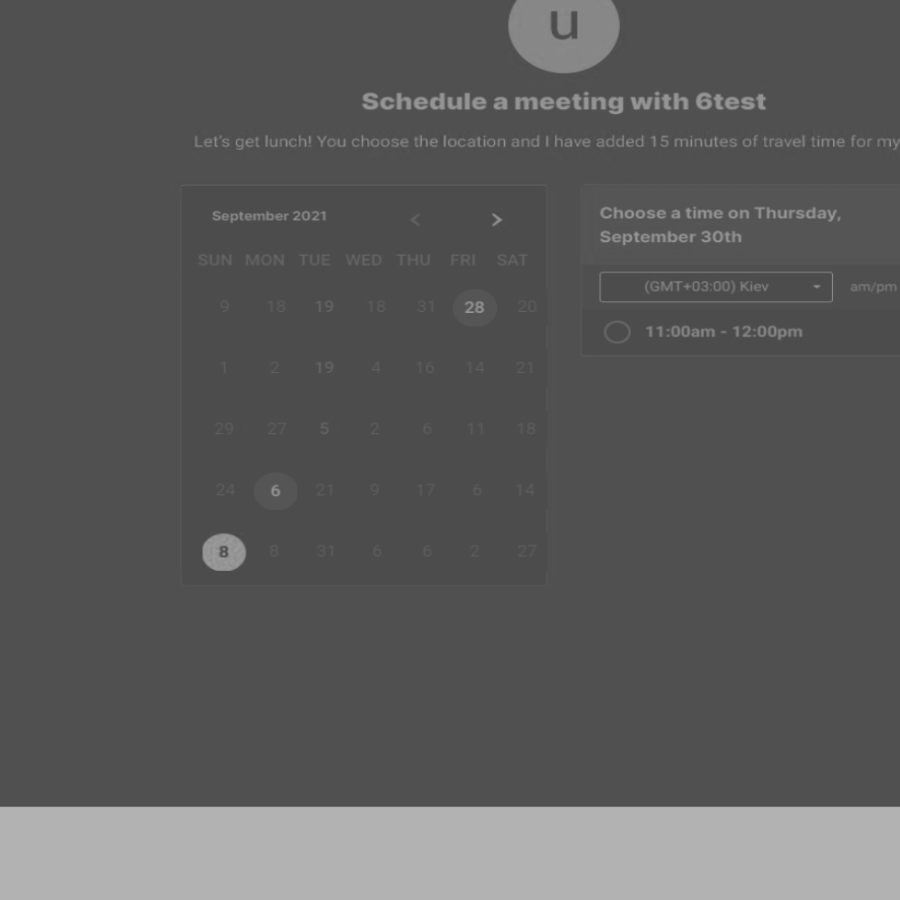 u
Schedule a meeting with 6test
Let's get lunch! You choose the location and I have added 15 minutes of travel time for my
September 2021 < >
SUN MON TUE WED THU FRI SAT
9 18 19 18 31 28 20
1 2 19 4 16 14 21
29 27 5 2 6 11 18
24 6 21 9 17 6 14
8 8 31 6 6 2 27
Choose a time on Thursday,
September 30th
(GMT+03:00) Kiev am/pm
11:00am - 12:00pm